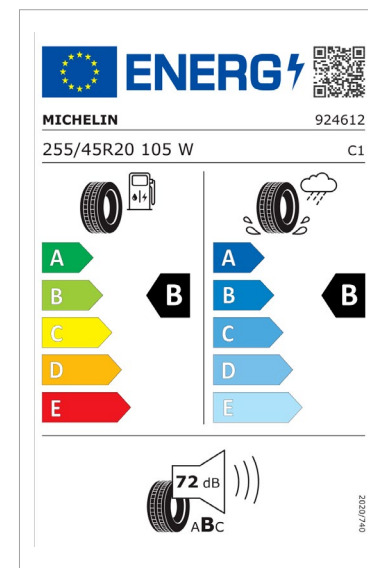 ENERG
MICHELIN 924612
255/45R20 105 W C1
A
B
C
D
E
B
A
B
C
D
E
B
72 dB
ABC
2020/740